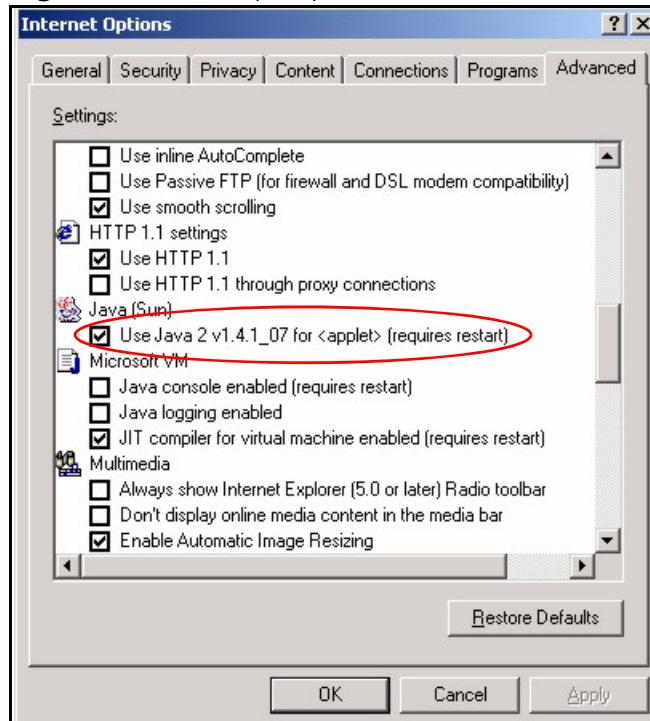 Internet Options
? X
General Security Privacy Content Connections Programs Advanced
Settings:
Use inline AutoComplete
Use Passive FTP (for firewall and DSL modem compatibility)
Use smooth scrolling
HTTP 1.1 settings
Use HTTP 1.1
Use HTTP 1.1 through proxy connections
Java (Sun)
Use Java 2 v1.4.1_07 for <applet> (requires restart)
Microsoft VM
Java console enabled (requires restart)
Java logging enabled
JIT compiler for virtual machine enabled (requires restart)
Multimedia
Always show Internet Explorer (5.0 or later) Radio toolbar
Don't display online media content in the media bar
Enable Automatic Image Resizing
Restore Defaults
OK Cancel Apply